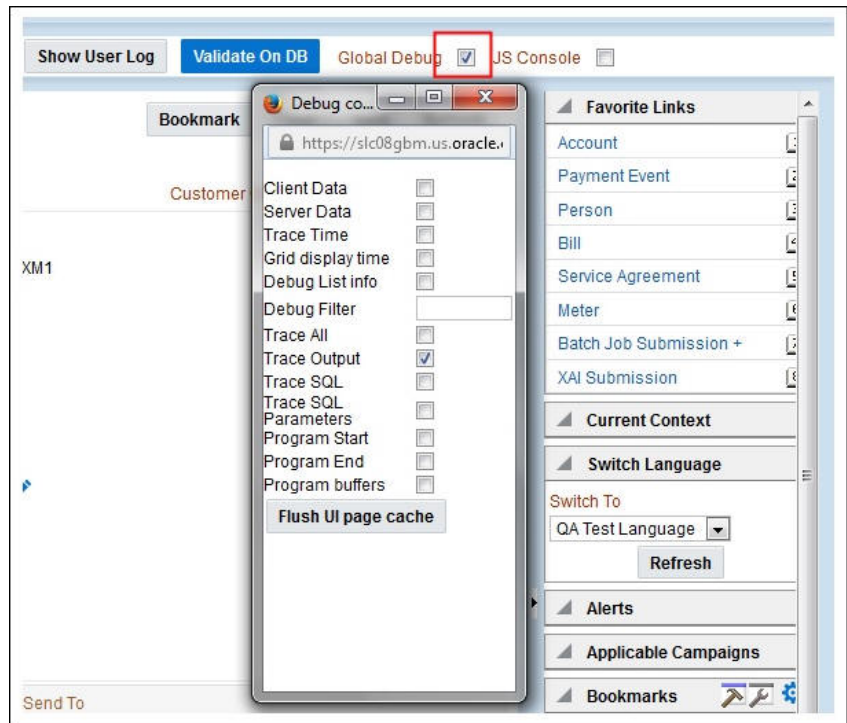 Show User Log
Validate On DB
Global Debug
JS Console
Bookmark
Customer
XM1
Send To
Debug co...
https://slc08gbm.us.oracle.
Client Data
Server Data
Trace Time
Grid display time
Debug List info
Debug Filter
Trace All
Trace Output
Trace SQL
Trace SQL
Parameters
Program Start
Program End
Program buffers
Flush UI page cache
Favorite Links
Account
Payment Event
Person
Bill
Service Agreement
Meter
Batch Job Submission +
XAI Submission
Current Context
Switch Language
Switch To
QA Test Language
Refresh
Alerts
Applicable Campaigns
Bookmarks